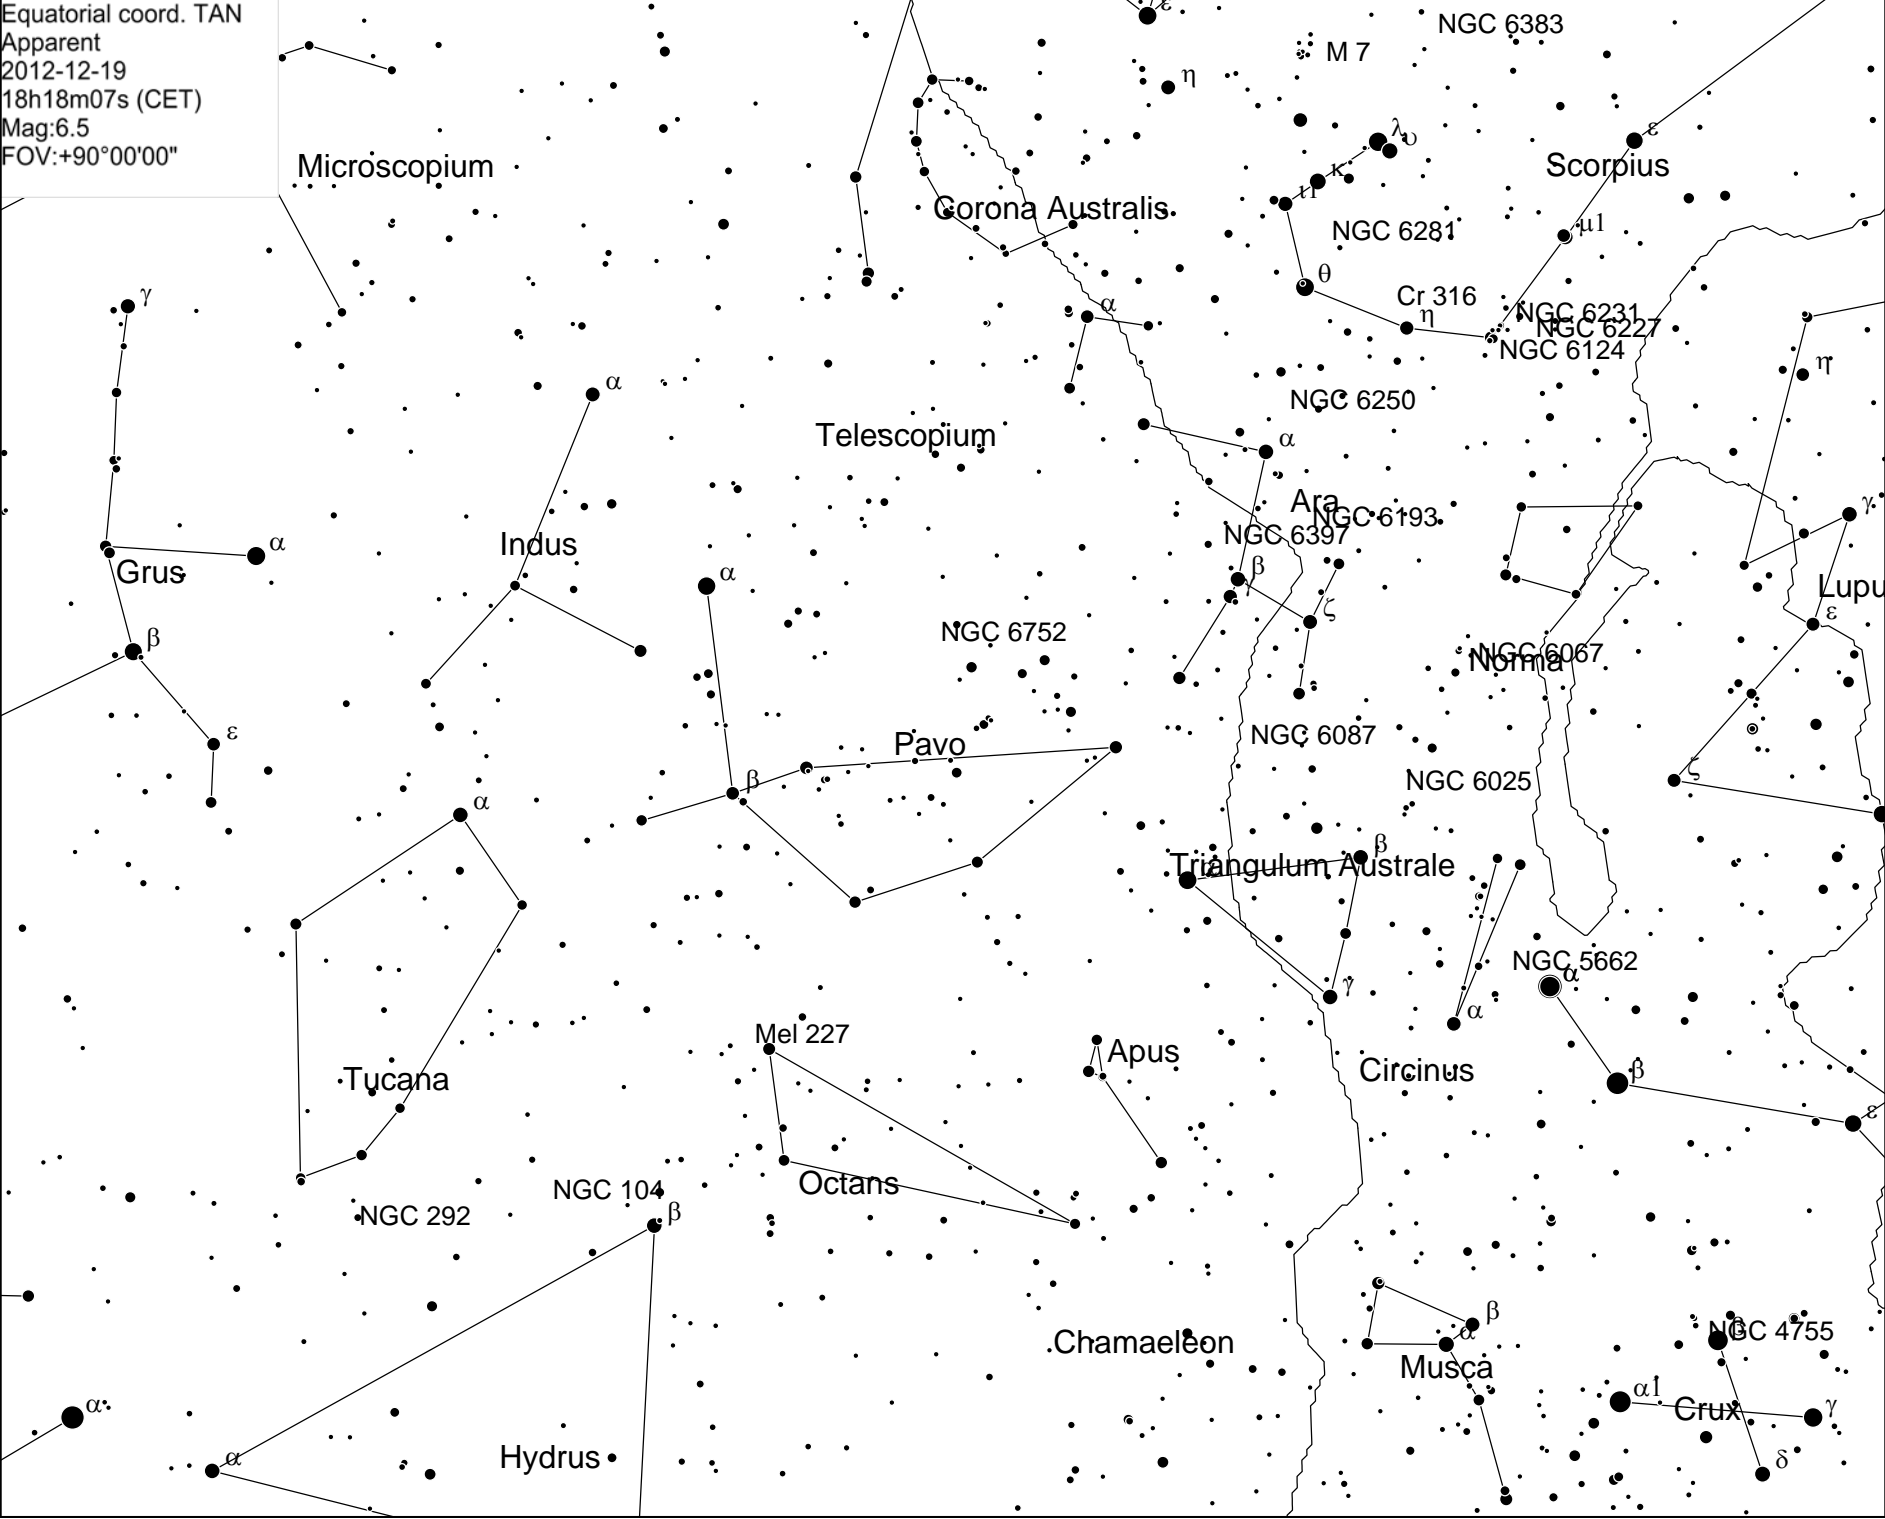 Equatorial coord. TAN
Apparent
2012-12-19
18h18m07s (CET)
Mag:6.5
FOV:+90°00'00"
ε
NGC 6383
M 7
η
λ
υ
ε
Microscopium
Scorpius
κ
ι1
Corona Australis
μ1
NGC 6281
θ
γ
Cr 316
α
η
NGC 6231
NGC 6227
NGC 6124
η
α
NGC 6250
Telescopium
α
Ara
γ
NGC 6193
NGC 6397
α
Indus
Grus
α
β
γ
Lupu
ζ
ε
β
NGC 6752
NGC 6067
Norma
ε
NGC 6087
Pavo
ζ
β
NGC 6025
α
β
Triangulum Australe
α
NGC 5662
α
γ
α
Mel 227
Apus
Circinus
β
Tucana
ε
Octans
NGC 104
β
NGC 292
β
β
NGC 4755
α
Chamaeleon
Musca
α1
Crux
γ
α
α
Hydrus
δ